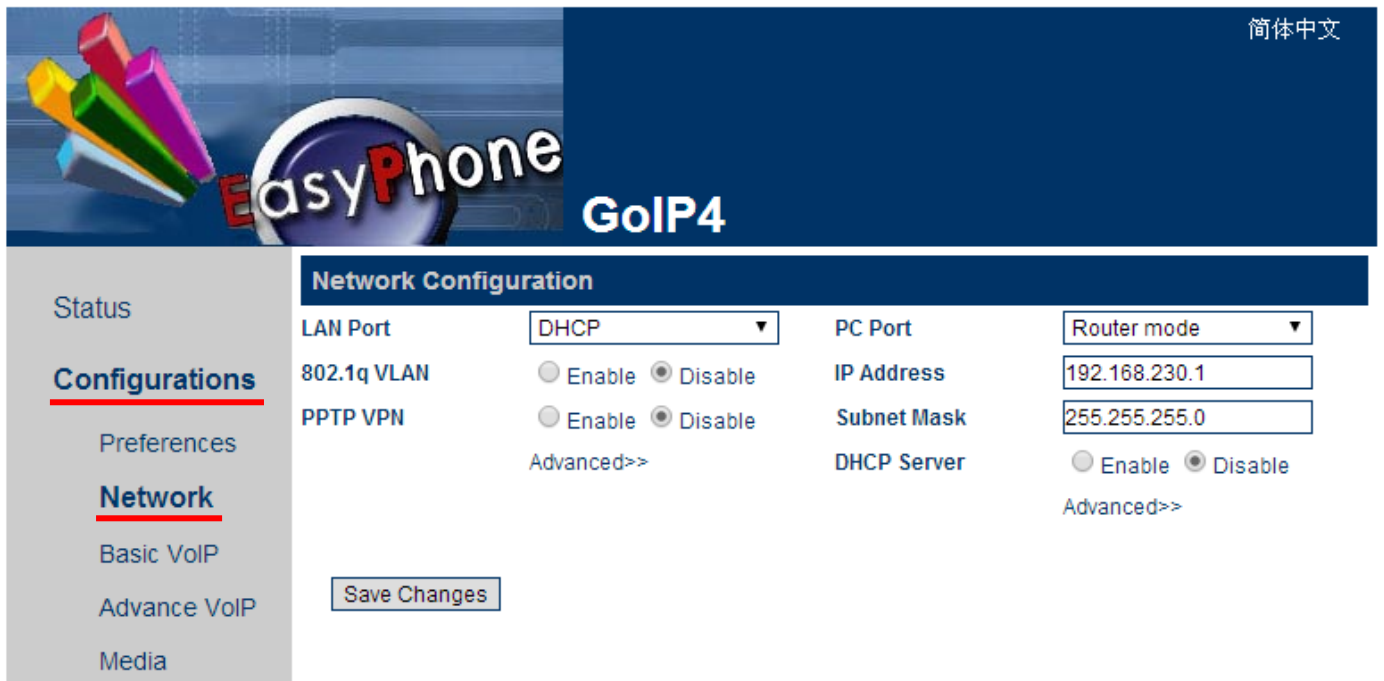 简体中文
EasyPhone
GoIP4
Status
Configurations
Preferences
Network
Basic VoIP
Advance VoIP
Media
Network Configuration
LAN Port DHCP PC Port Router mode
802.1q VLAN Enable Disable IP Address 192.168.230.1
PPTP VPN Enable Disable Subnet Mask 255.255.255.0
Advanced>> DHCP Server Enable Disable
Advanced>>
Save Changes